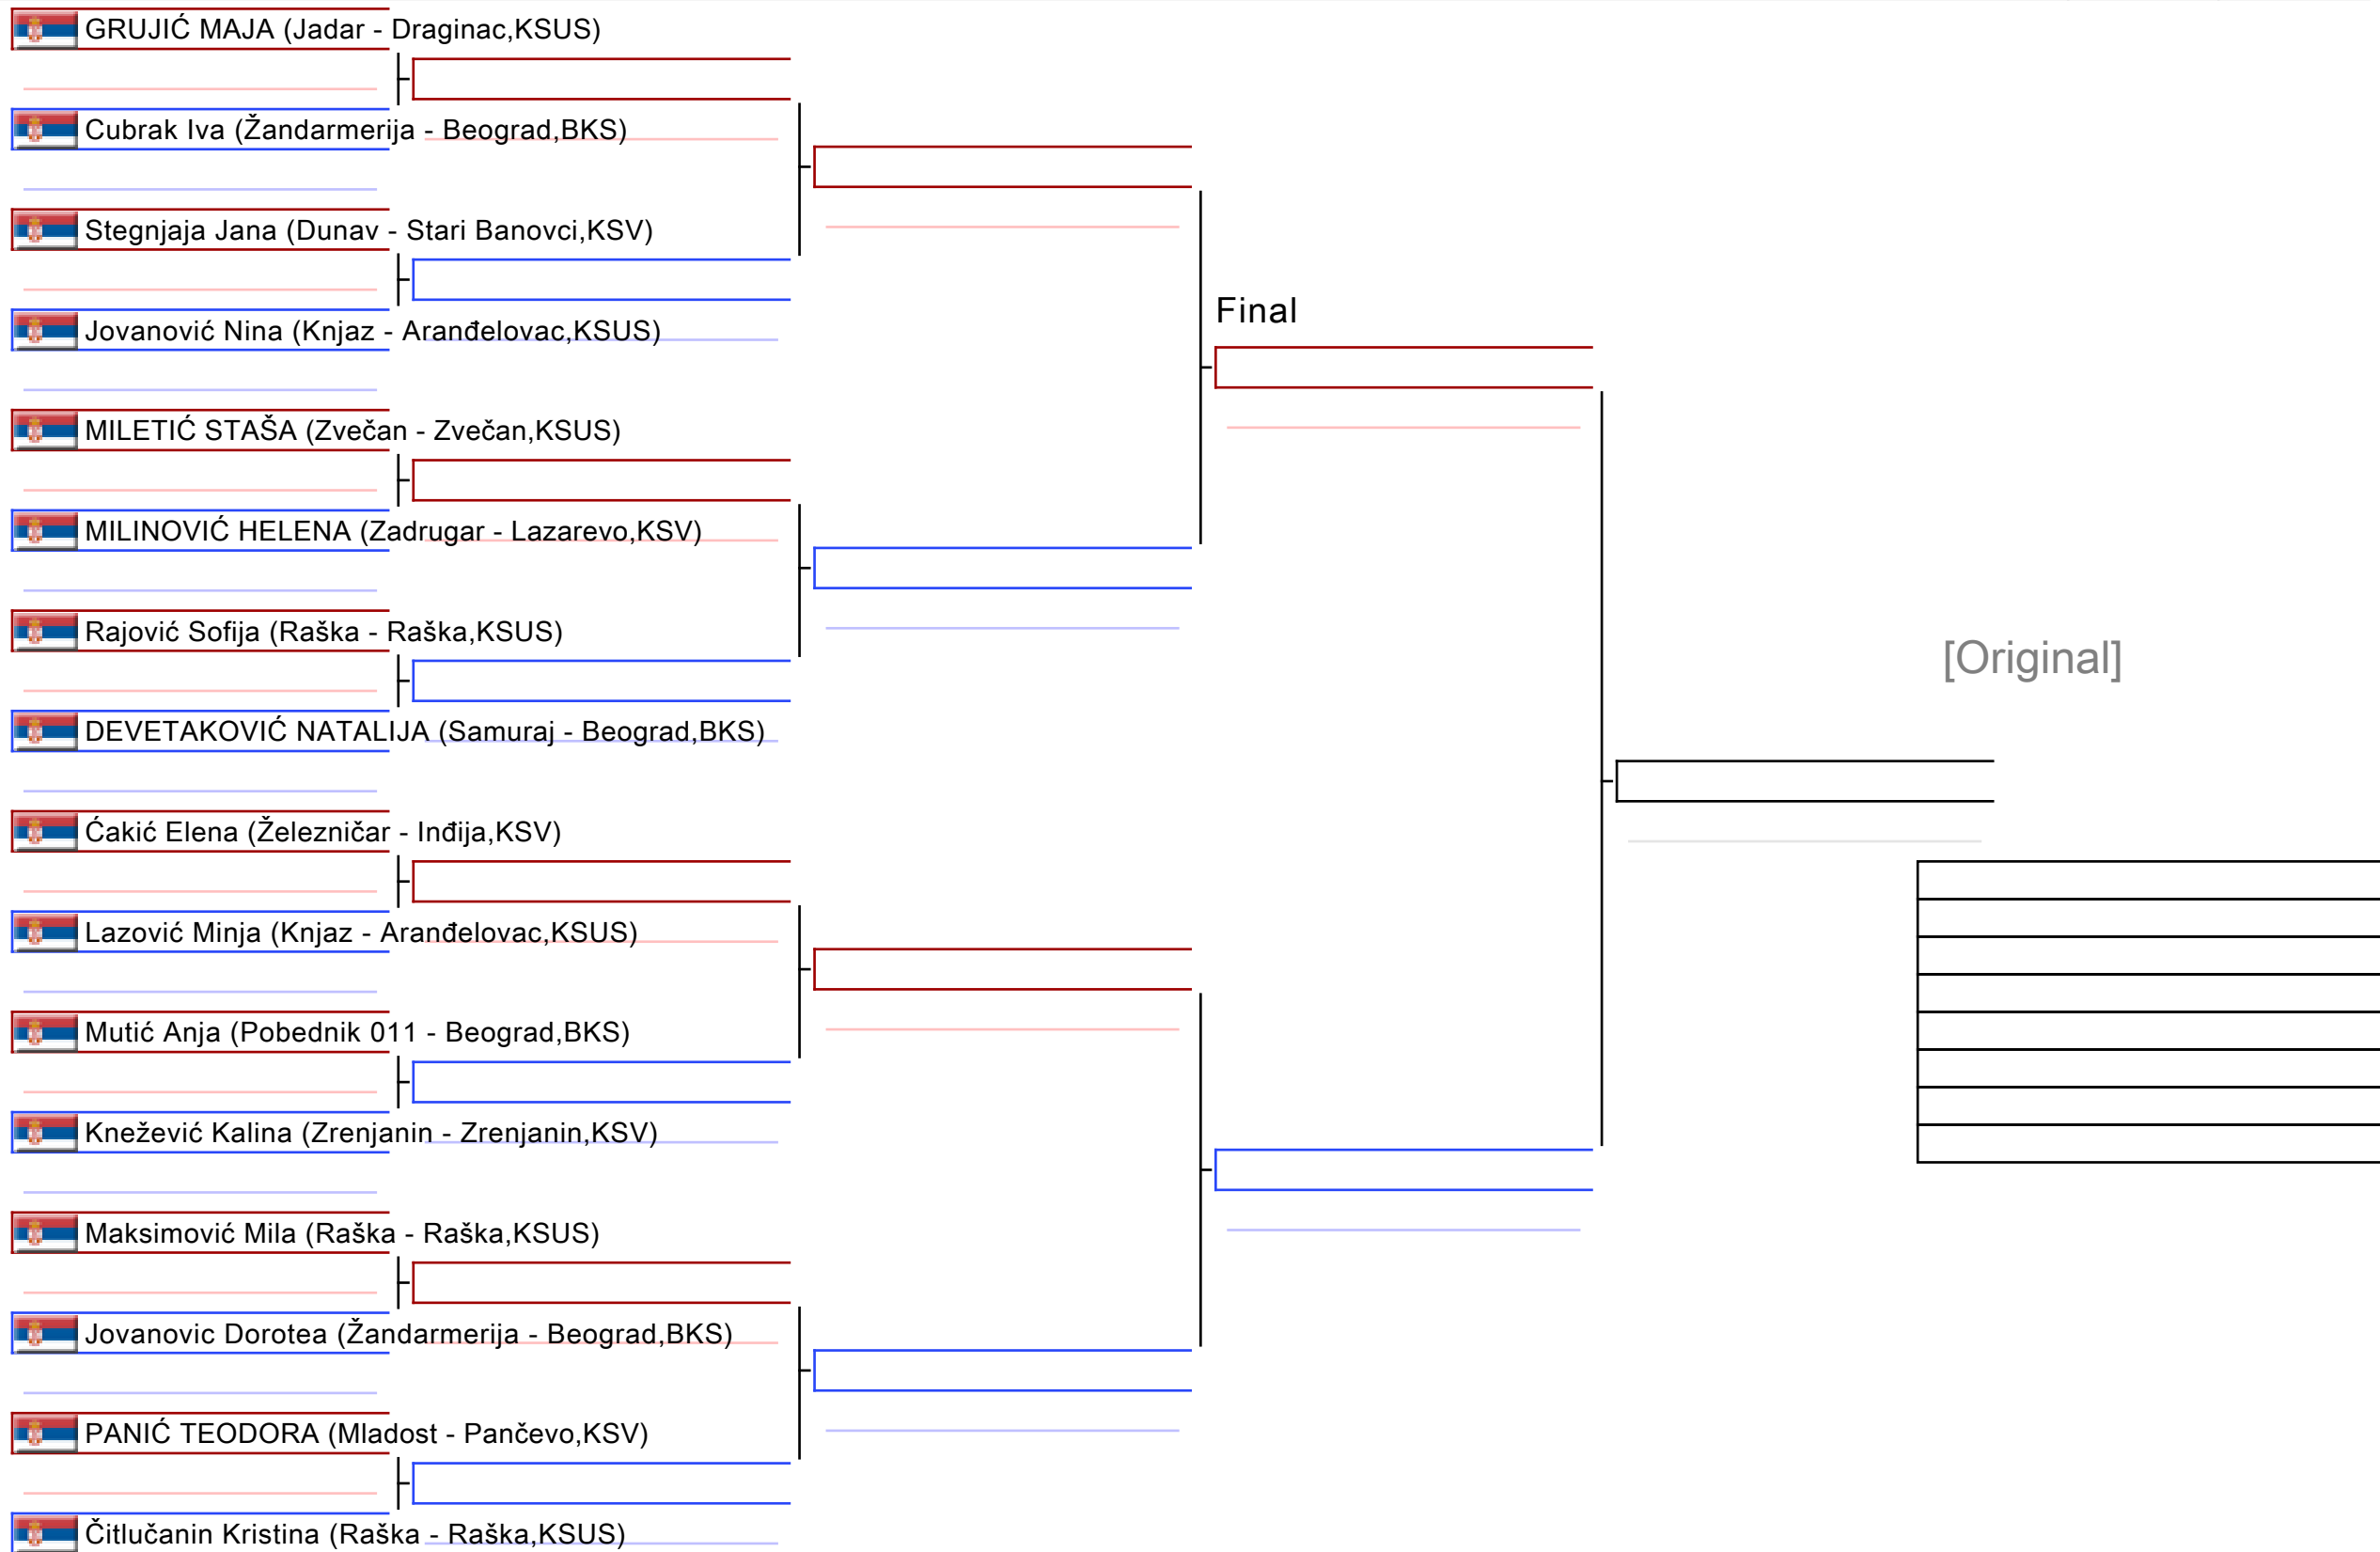 GRUJIĆ MAJA (Jadar - Draginac,KSUS)
Cubrak Iva (Žandarmerija - Beograd,BKS)
Stegnjaja Jana (Dunav - Stari Banovci,KSV)
Final
Jovanović Nina (Knjaz - Aranđelovac,KSUS)
MILETIĆ STAŠA (Zvečan - Zvečan,KSUS)
MILINOVIĆ HELENA (Zadrugar - Lazarevo,KSV)
Rajović Sofija (Raška - Raška,KSUS)
[Original]
DEVETAKOVIĆ NATALIJA (Samuraj - Beograd,BKS)
Ćakić Elena (Železničar - Inđija,KSV)
Lazović Minja (Knjaz - Aranđelovac,KSUS)
Mutić Anja (Pobednik 011 - Beograd,BKS)
Knežević Kalina (Zrenjanin - Zrenjanin,KSV)
Maksimović Mila (Raška - Raška,KSUS)
Jovanovic Dorotea (Žandarmerija - Beograd,BKS)
PANIĆ TEODORA (Mladost - Pančevo,KSV)
Čitlučanin Kristina (Raška - Raška,KSUS)